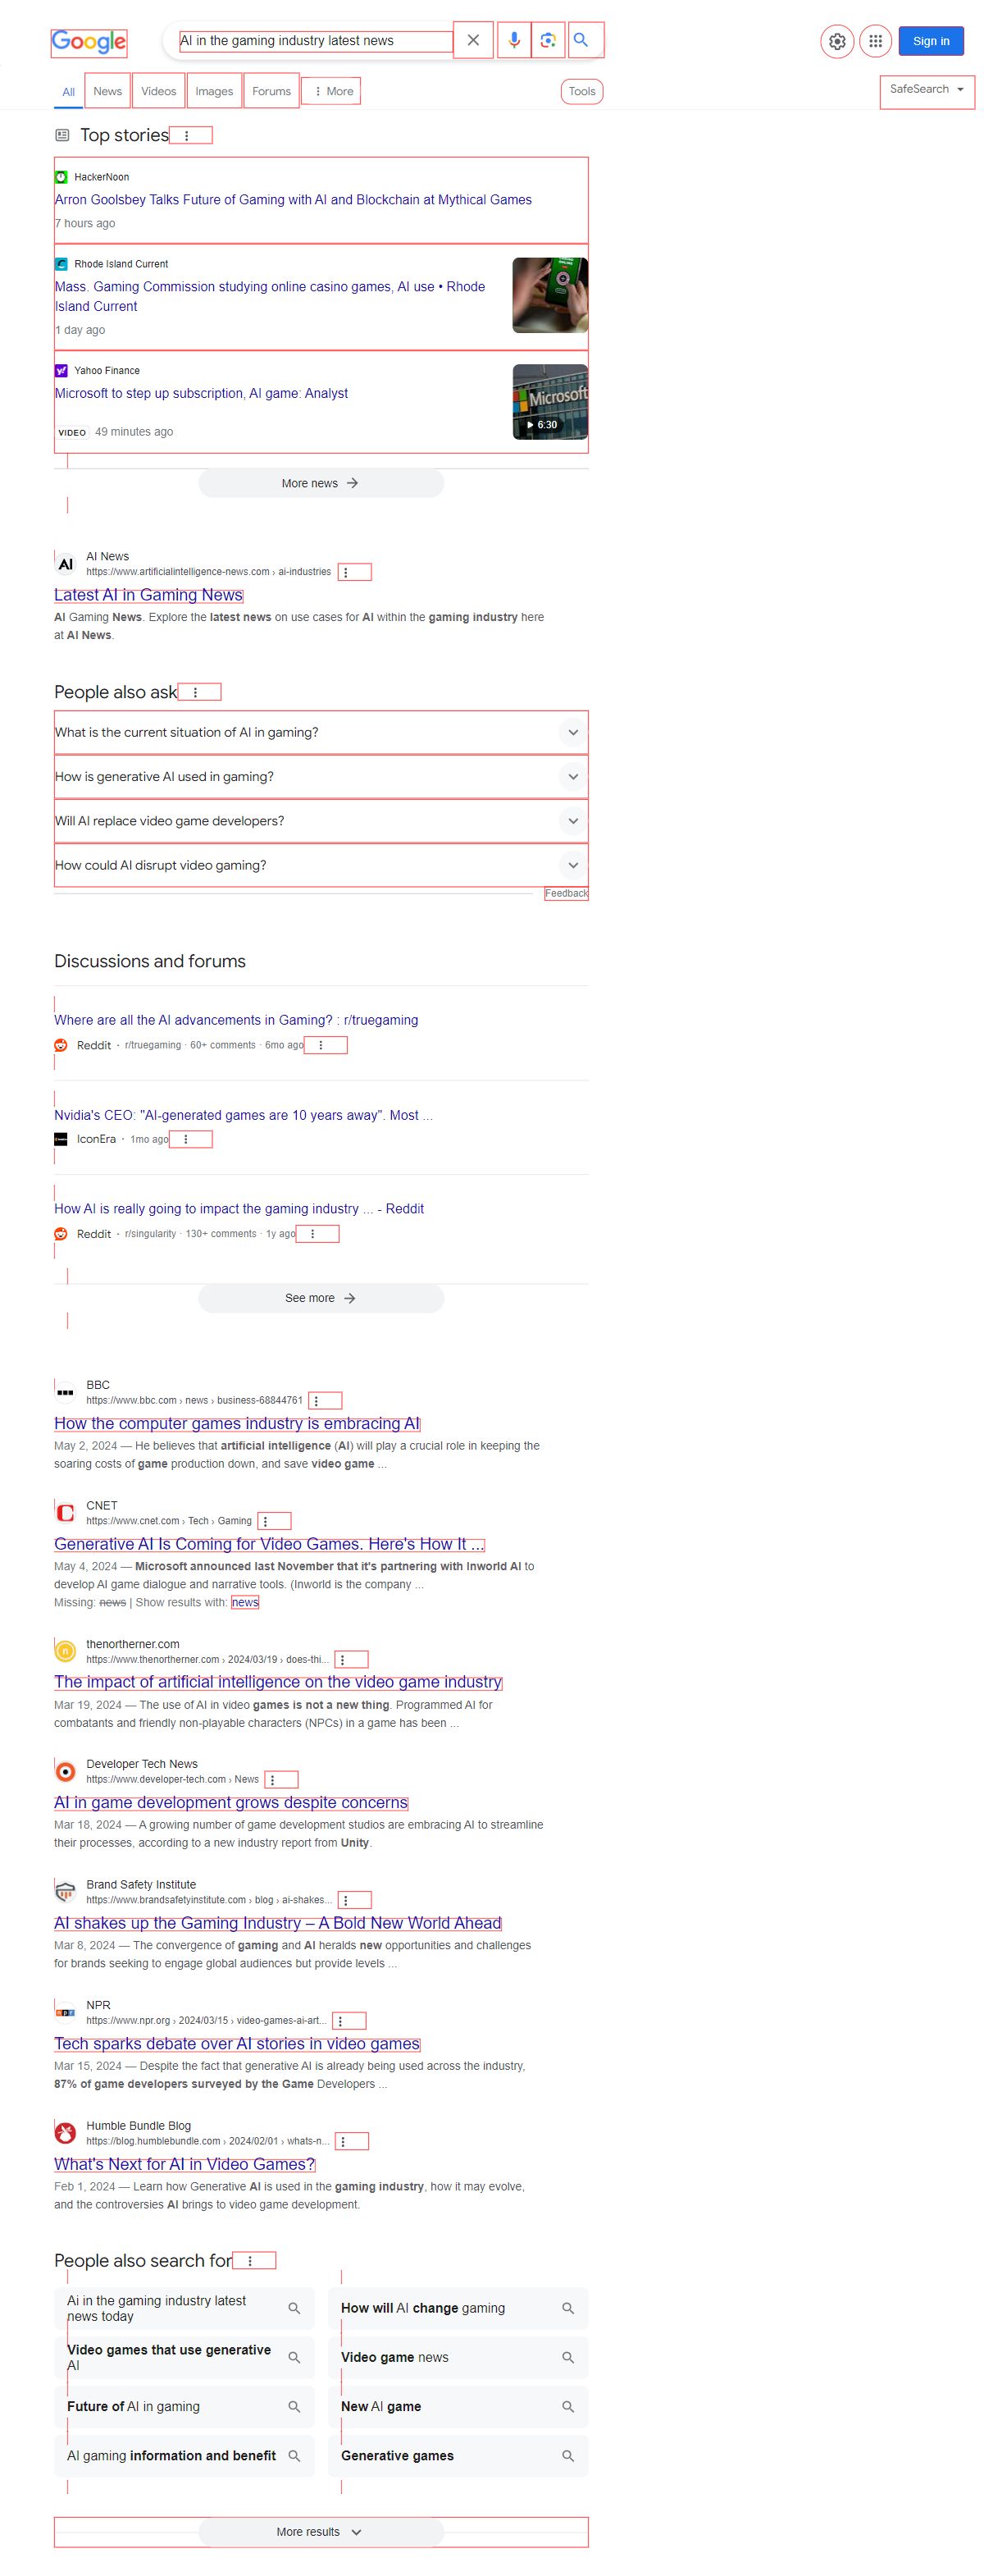 Google
AI in the gaming industry latest news
Sign in
All News Videos Images Forums More Tools SafeSearch
Top stories
HackerNoon
Arron Goolsbey Talks Future of Gaming with AI and Blockchain at Mythical Games
7 hours ago
Rhode Island Current
Mass. Gaming Commission studying online casino games, AI use • Rhode
Island Current
1 day ago
Yahoo Finance
Microsoft to step up subscription, AI game: Analyst
Microsoft
6:30
VIDEO 49 minutes ago
More news
AI
AI News
https://www.artificialintelligence-news.com › ai-industries
Latest AI in Gaming News
AI Gaming News. Explore the latest news on use cases for AI within the gaming industry here
at AI News.
People also ask
What is the current situation of AI in gaming?
How is generative AI used in gaming?
Will AI replace video game developers?
How could AI disrupt video gaming?
Feedback
Discussions and forums
Where are all the AI advancements in Gaming? : r/truegaming
Reddit · r/truegaming · 60+ comments · 6mo ago
Nvidia's CEO: "AI-generated games are 10 years away". Most ...
IconEra · 1mo ago
How AI is really going to impact the gaming industry ... - Reddit
Reddit · r/singularity · 130+ comments · 1y ago
See more
BBC
https://www.bbc.com › news › business-68844761
How the computer games industry is embracing AI
May 2, 2024 — He believes that artificial intelligence (AI) will play a crucial role in keeping the
soaring costs of game production down, and save video game ...
CNET
https://www.cnet.com › Tech › Gaming
Generative AI Is Coming for Video Games. Here's How It ...
May 4, 2024 — Microsoft announced last November that it's partnering with Inworld AI to
develop AI game dialogue and narrative tools. (Inworld is the company ...
Missing: news | Show results with: news
thenortherner.com
https://www.thenortherner.com › 2024/03/19 › does-thi...
The impact of artificial intelligence on the video game industry
Mar 19, 2024 — The use of AI in video games is not a new thing. Programmed AI for
combatants and friendly non-playable characters (NPCs) in a game has been ...
Developer Tech News
https://www.developer-tech.com › News
AI in game development grows despite concerns
Mar 18, 2024 — A growing number of game development studios are embracing AI to streamline
their processes, according to a new industry report from Unity.
Brand Safety Institute
https://www.brandsafetyinstitute.com › blog › ai-shakes...
AI shakes up the Gaming Industry – A Bold New World Ahead
Mar 8, 2024 — The convergence of gaming and AI heralds new opportunities and challenges
for brands seeking to engage global audiences but provide levels ...
NPR
https://www.npr.org › 2024/03/15 › video-games-ai-art...
Tech sparks debate over AI stories in video games
Mar 15, 2024 — Despite the fact that generative AI is already being used across the industry,
87% of game developers surveyed by the Game Developers ...
Humble Bundle Blog
https://blog.humblebundle.com › 2024/02/01 › whats-n...
What's Next for AI in Video Games?
Feb 1, 2024 — Learn how Generative AI is used in the gaming industry, how it may evolve,
and the controversies AI brings to video game development.
People also search for
Ai in the gaming industry latest
news today
How will AI change gaming
Video games that use generative
AI
Video game news
Future of AI in gaming
New AI game
AI gaming information and benefit
Generative games
More results